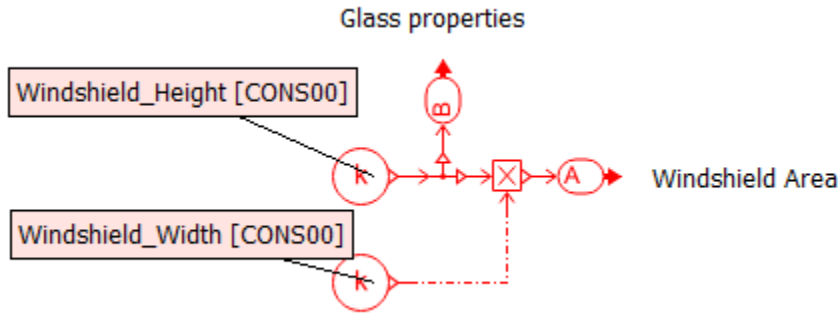 Glass properties
Windshield_Height [CONS00]
B
k
A
Windshield Area
Windshield_Width [CONS00]
k